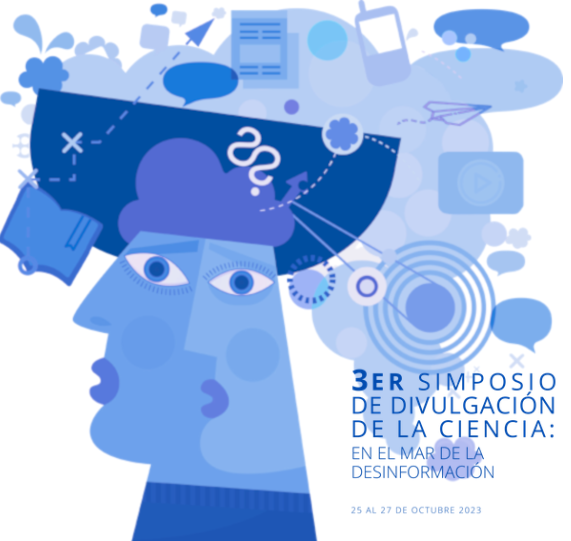 3ER SIMPOSIO
DE DIVULGACIÓN
DE LA CIENCIA:
EN EL MAR DE LA
DESINFORMACIÓN
25 AL 27 DE OCTUBRE 2023